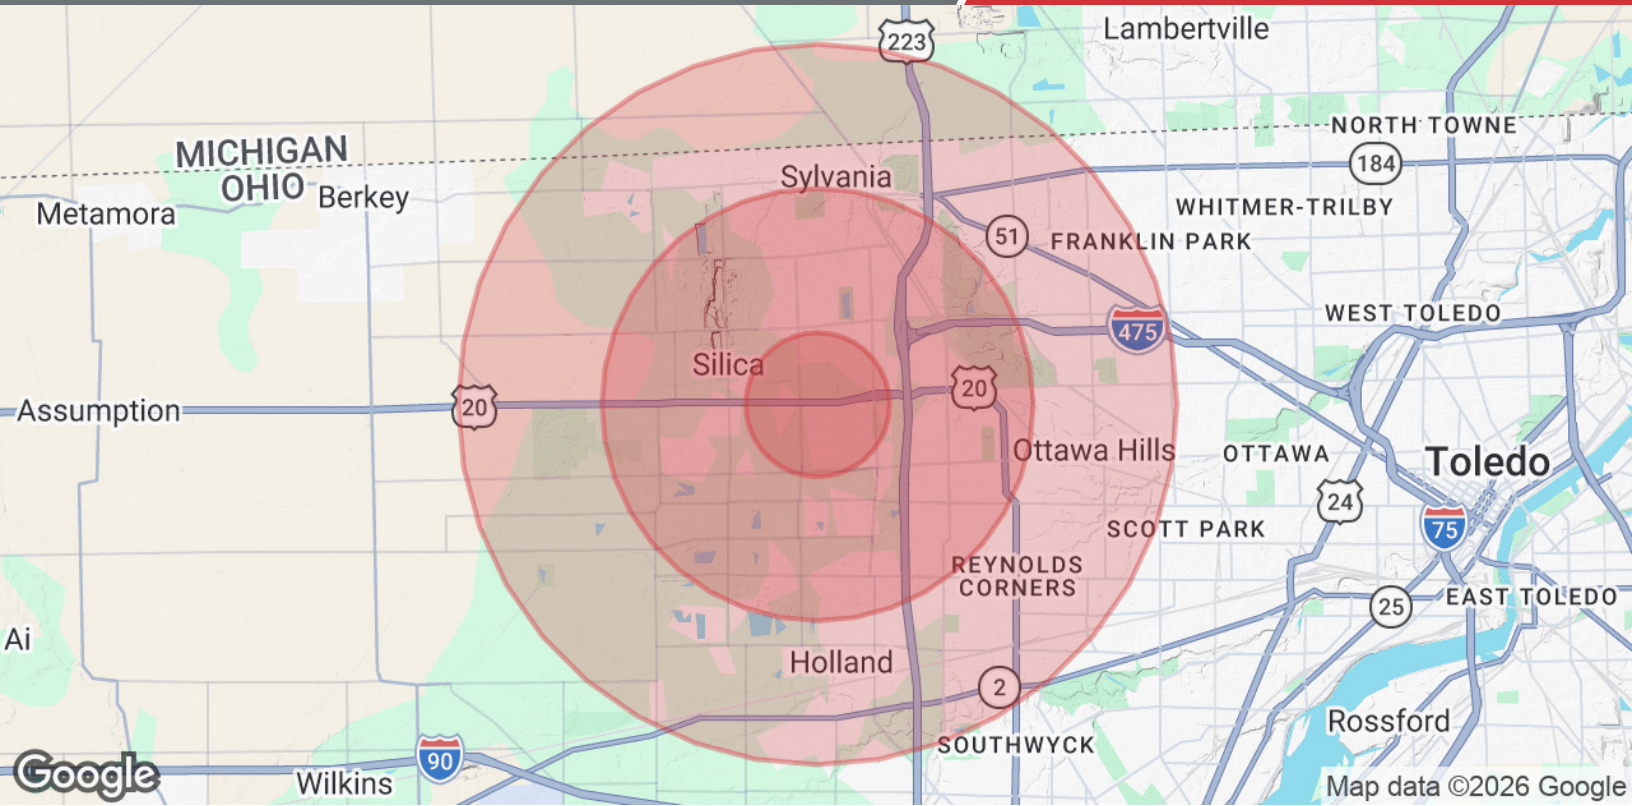 Lambertville
223
NORTH TOWNE
MICHIGAN
184
Sylvania
OHIO
Berkey
Metamora
WHITMER-TRILBY
51
FRANKLIN PARK
WEST TOLEDO
475
Silica
20
20
Assumption
Ottawa Hills
OTTAWA
Toledo
24
SCOTT PARK
75
REYNOLDS
CORNERS
EAST TOLEDO
25
Ai
Holland
2
Rossford
SOUTHWYCK
90
Google
Wilkins
Map data ©2026 Google